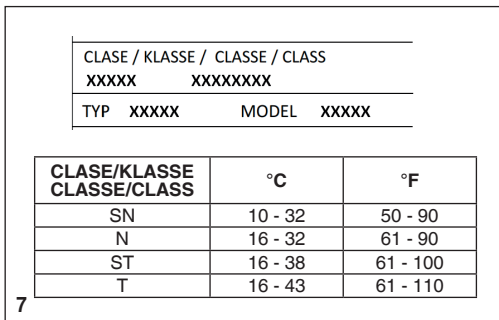 CLASE / KLASSE / CLASSE / CLASS
XXXXX XXXXXXXX
TYP XXXXX MODEL XXXXX
CLASE/KLASSE
CLASSE/CLASS °C °F
SN 10 - 32 50 - 90
N 16 - 32 61 - 90
ST 16 - 38 61 - 100
T 16 - 43 61 - 110
7